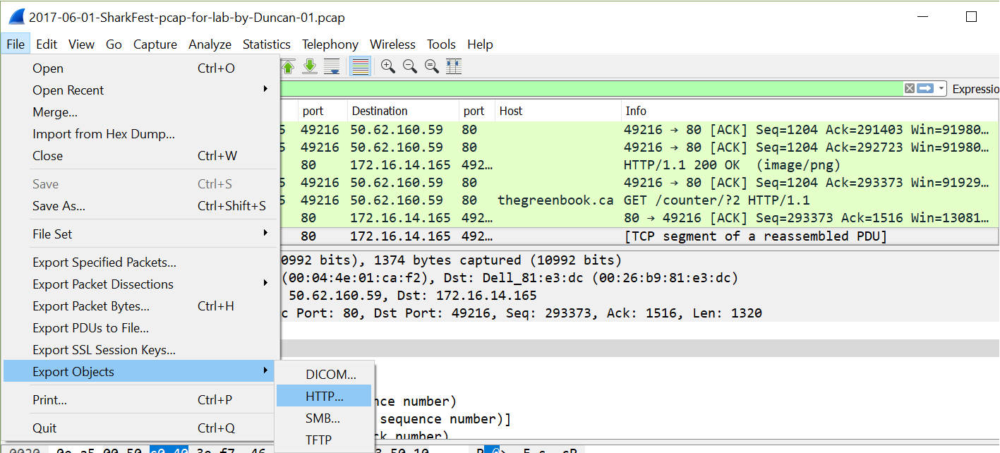 2017-06-01-SharkFest-pcap-for-lab-by-Duncan-01.pcap
File Edit View Go Capture Analyze Statistics Telephony Wireless Tools Help
Open Ctrl+O
Open Recent
Merge...
Import from Hex Dump...
Close Ctrl+W
Save Ctrl+S
Save As... Ctrl+Shift+S
File Set
Export Specified Packets...
Export Packet Dissections
Export Packet Bytes... Ctrl+H
Export PDUs to File...
Export SSL Session Keys...
Export Objects
Print... Ctrl+P
Quit Ctrl+Q
DICOM...
HTTP...
SMB...
TFTP
Expressio
port Destination port Host Info
5 49216 50.62.160.59 80 49216 → 80 [ACK] Seq=1204 Ack=291403 Win=91980…
5 49216 50.62.160.59 80 49216 → 80 [ACK] Seq=1204 Ack=292723 Win=91980…
80 172.16.14.165 492… HTTP/1.1 200 OK (image/png)
5 49216 50.62.160.59 80 49216 → 80 [ACK] Seq=1204 Ack=293373 Win=91929…
5 49216 50.62.160.59 80 thegreenbook.ca GET /counter/?2 HTTP/1.1
80 172.16.14.165 492… 80 → 49216 [ACK] Seq=293373 Ack=1516 Win=13081…
80 172.16.14.165 492… [TCP segment of a reassembled PDU]
0992 bits), 1374 bytes captured (10992 bits)
(00:04:4e:01:ca:f2), Dst: Dell_81:e3:dc (00:26:b9:81:e3:dc)
50.62.160.59, Dst: 172.16.14.165
c Port: 80, Dst Port: 49216, Seq: 293373, Ack: 1516, Len: 1320
nce number)
sequence number)]
ck number)
0020 0e a5 00 50 c0 40 3e f7 46